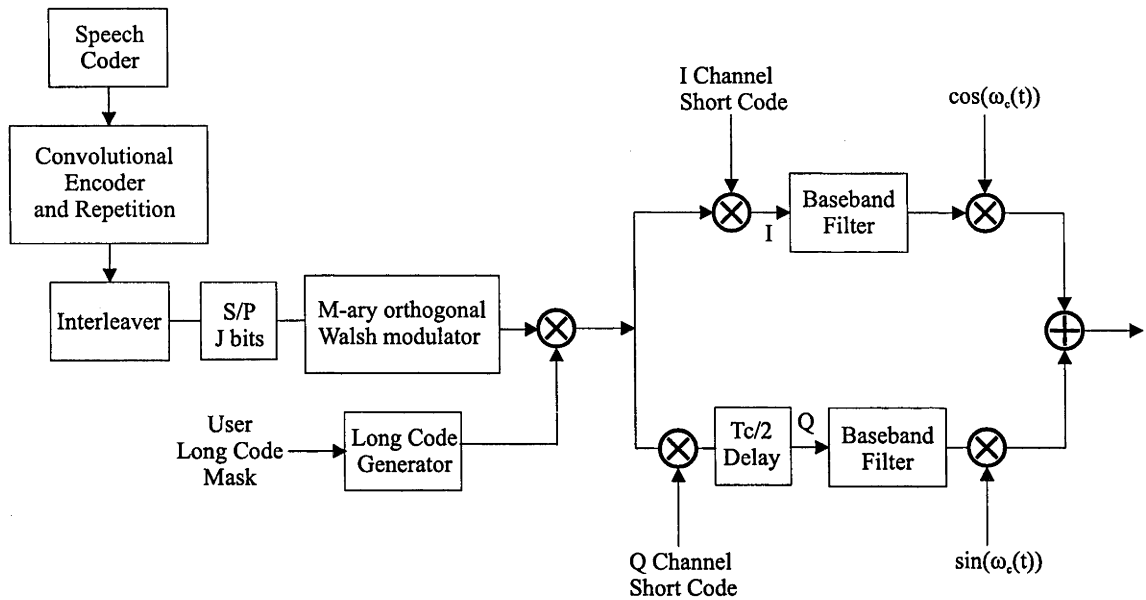 Speech
Coder
Convolutional
Encoder
and Repetition
Interleaver
S/P
J bits
M-ary orthogonal
Walsh modulator
User
Long Code
Mask
Long Code
Generator
I Channel
Short Code
I
Baseband
Filter
cos(ω_c(t))
Tc/2
Delay
Q
Baseband
Filter
Q Channel
Short Code
sin(ω_c(t))